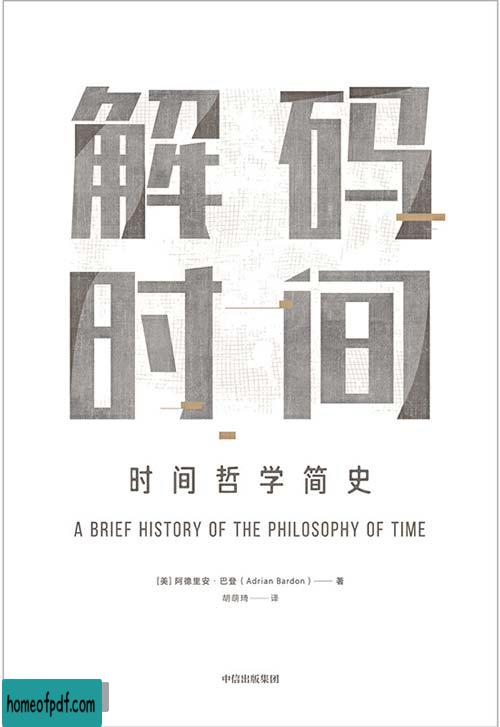 解码
时间
时间哲学简史
A BRIEF HISTORY OF THE PHILOSOPHY OF TIME
[美] 阿德里安·巴登（Adrian Bardon）——著
胡萌琦——译
中信出版集团
homeofpdf.com